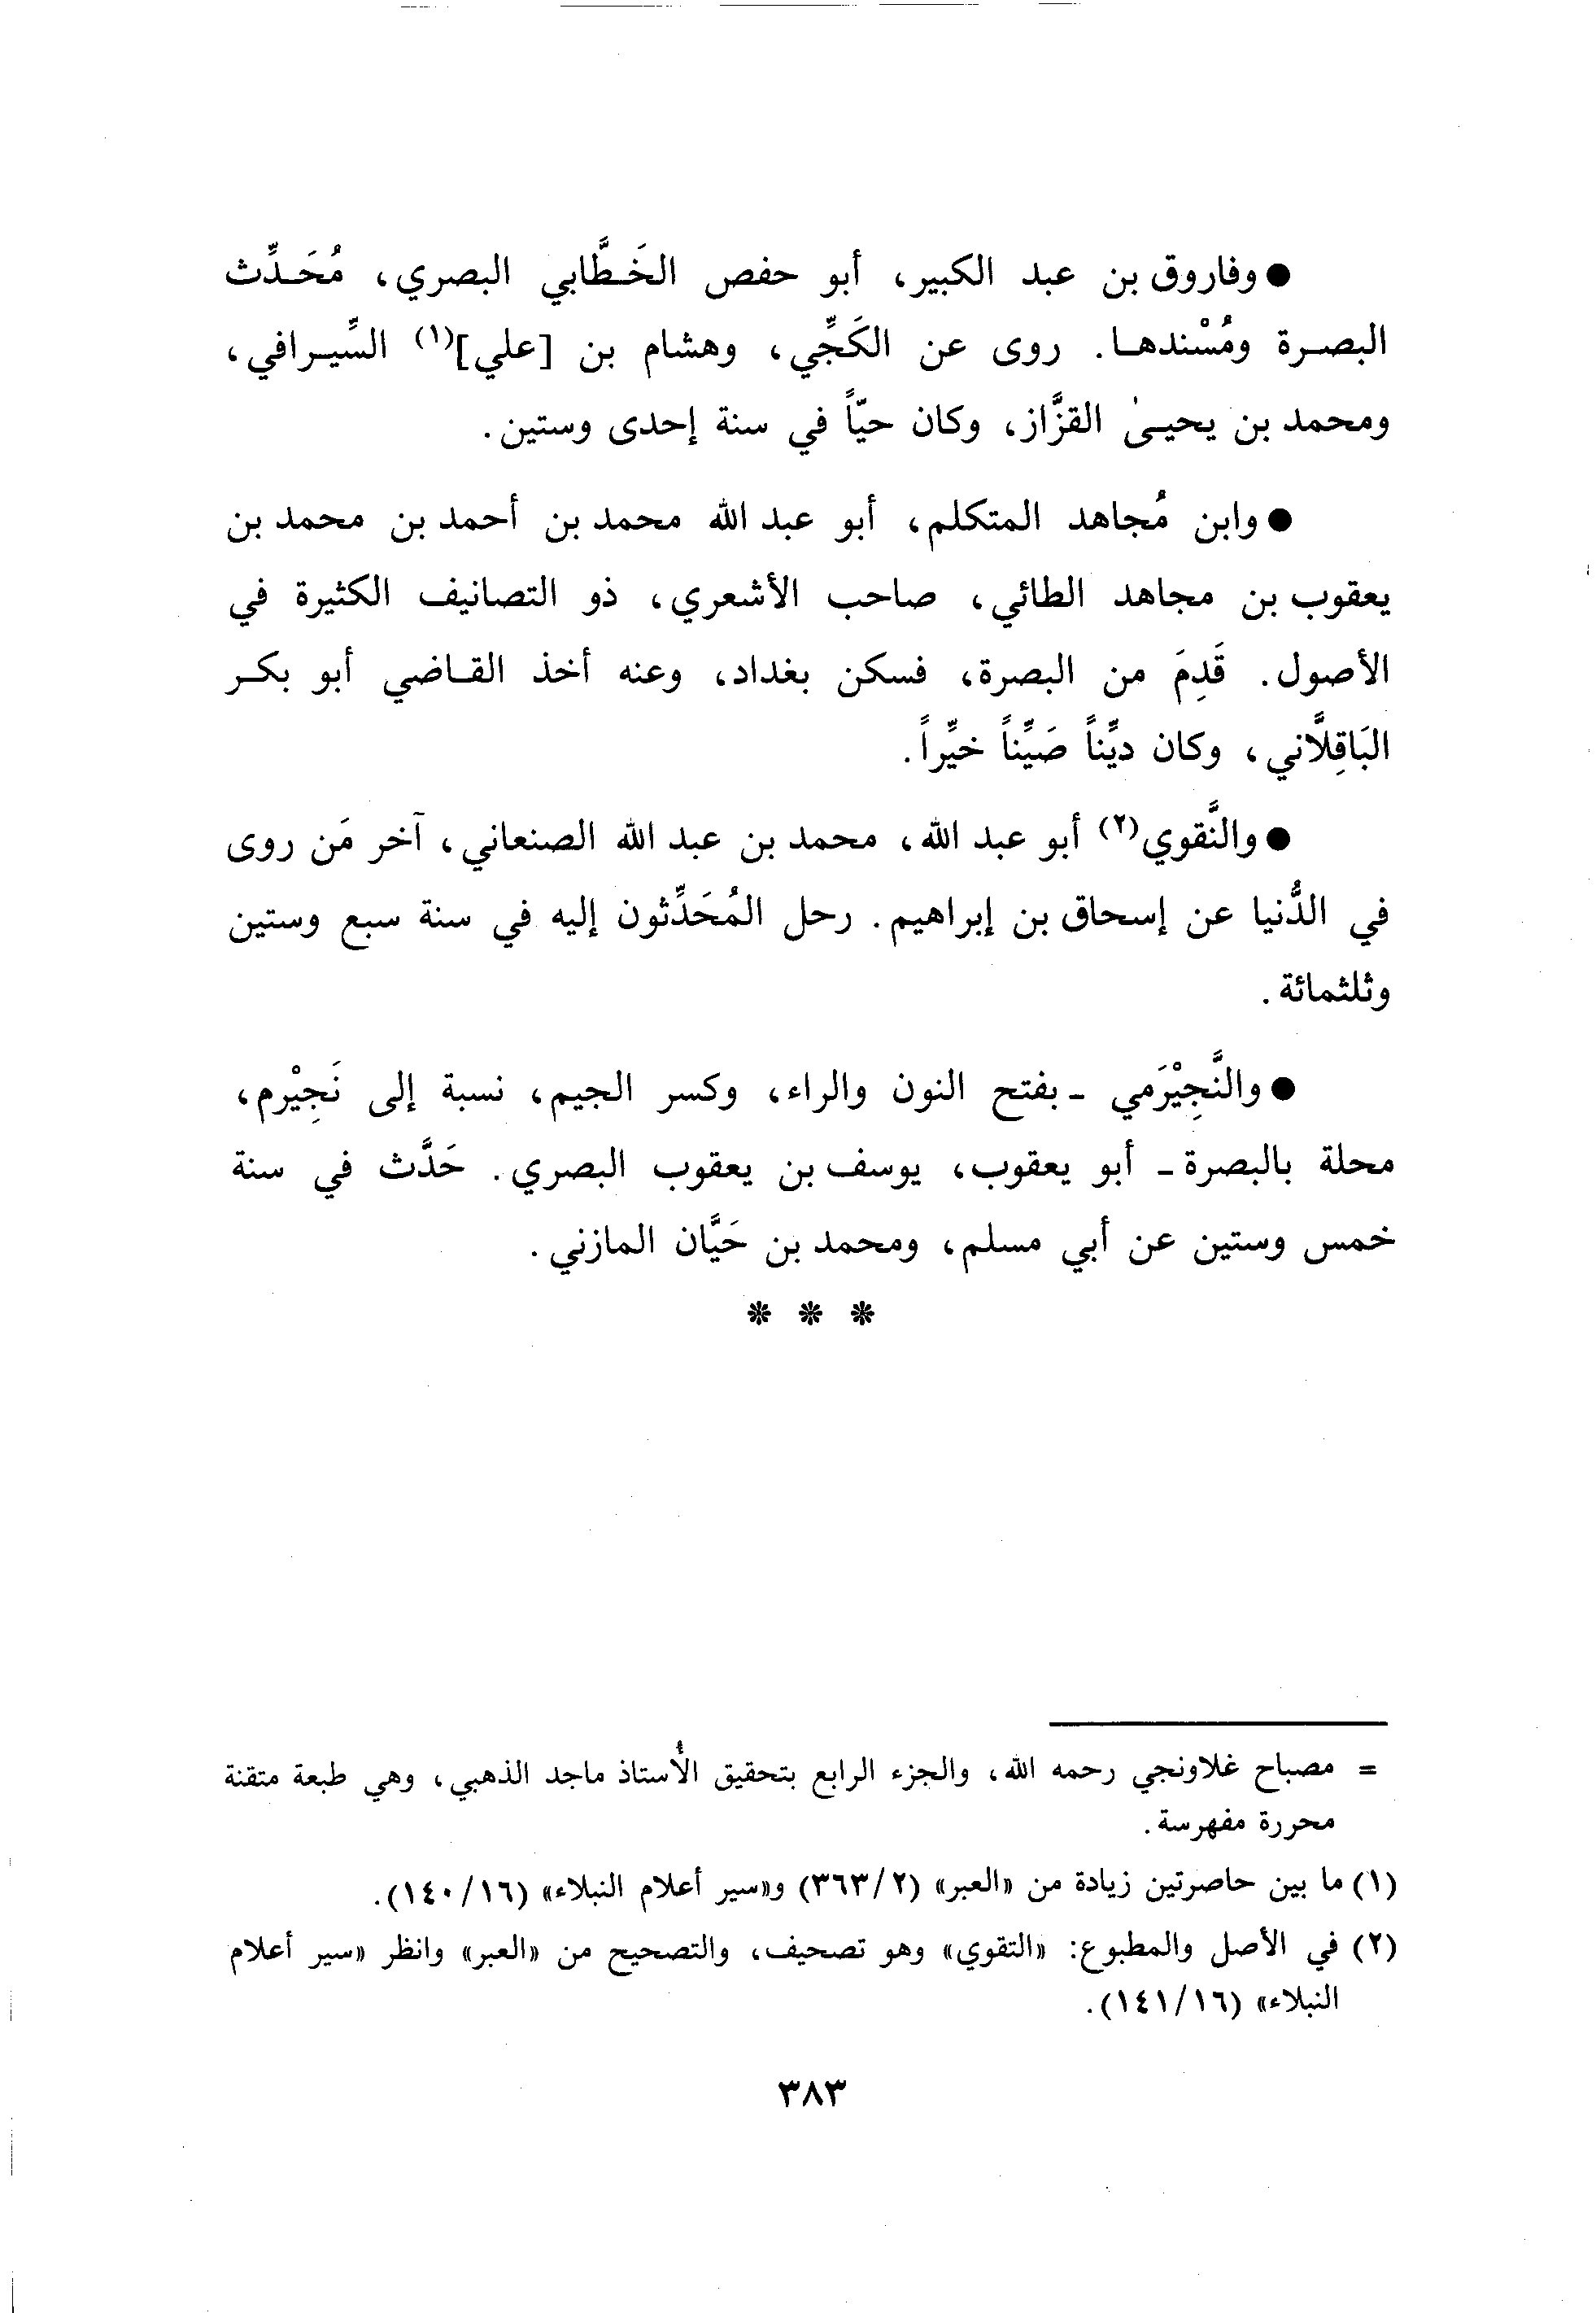 ● وفاروق بن عبد الكبير، أبو حفص الخَطَّابي البصري، مُحَدِّث
البصرة ومُسْندها. روى عن الكَجِّي، وهشام بن [علي](١) السِّيرافي،
ومحمد بن يحيىٰ القزَّاز، وكان حيّاً في سنة إحدى وستين.
● وابن مُجاهد المتكلم، أبو عبد الله محمد بن أحمد بن محمد بن
يعقوب بن مجاهد الطائي، صاحب الأشعري، ذو التصانيف الكثيرة في
الأصول. قَدِمَ من البصرة، فسكن بغداد، وعنه أخذ القاضي أبو بكر
البَاقِلَّاني، وكان ديِّناً صَيِّناً خيِّراً.
● والنَّقوي(٢) أبو عبد الله، محمد بن عبد الله الصنعاني، آخر مَن روى
في الدُّنيا عن إسحاق بن إبراهيم. رحل المُحَدِّثون إليه في سنة سبع وستين
وثلثمائة.
● والنَّجِيْرَمي - بفتح النون والراء، وكسر الجيم، نسبة إلى نَجِيْرم،
محلة بالبصرة - أبو يعقوب، يوسف بن يعقوب البصري. حَدَّث في سنة
خمس وستين عن أبي مسلم، ومحمد بن حَيَّان المازني.
* * *
= مصباح غلاونجي رحمه الله، والجزء الرابع بتحقيق الأُستاذ ماجد الذهبي، وهي طبعة متقنة
محررة مفهرسة.
(١) ما بين حاصرتين زيادة من «العبر» (٢/ ٣٦٣) و«سير أعلام النبلاء» (١٦/ ١٤٠).
(٢) في الأصل والمطبوع: «التقوي» وهو تصحيف، والتصحيح من «العبر» وانظر «سير أعلام
النبلاء» (١٦/ ١٤١).
٣٨٣